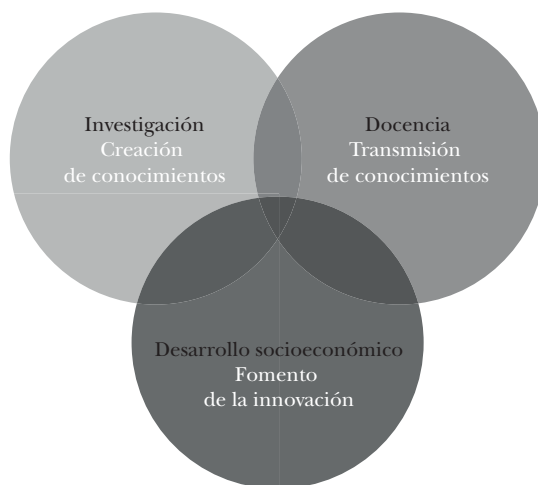 Investigación
Creación
de conocimientos
Docencia
Transmisión
de conocimientos
Desarrollo socioeconómico
Fomento
de la innovación